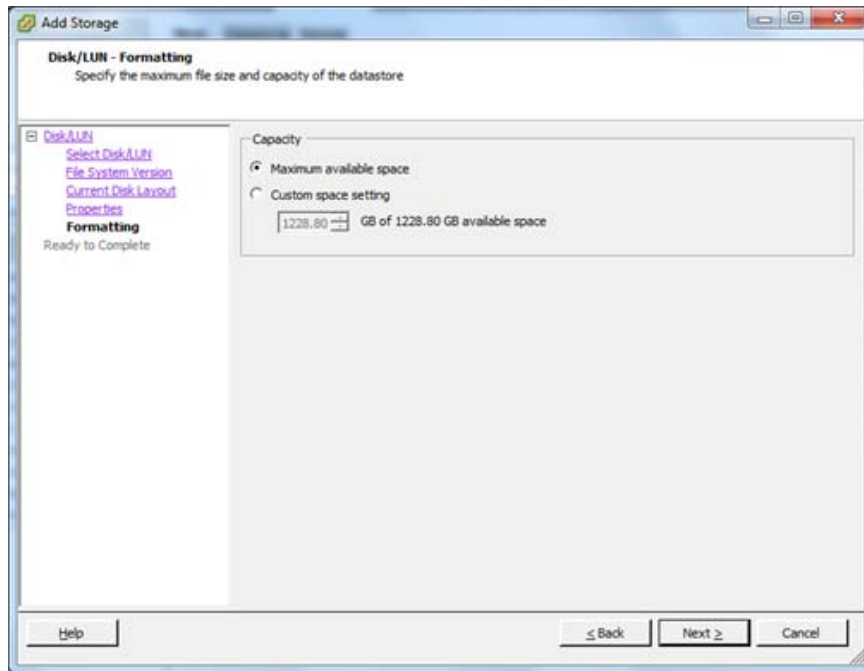 Add Storage
Disk/LUN - Formatting
Specify the maximum file size and capacity of the datastore
Disk/LUN
Select Disk/LUN
File System Version
Current Disk Layout
Properties
Formatting
Ready to Complete
Capacity
Maximum available space
Custom space setting
1228.80 GB of 1228.80 GB available space
Help
< Back
Next >
Cancel